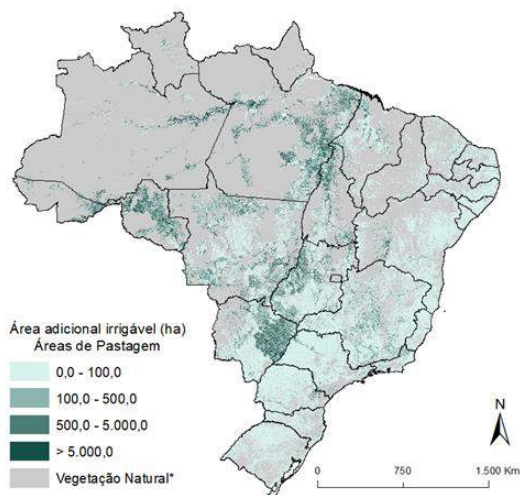 Área adicional irrigável (ha)
Áreas de Pastagem
0,0 - 100,0
100,0 - 500,0
500,0 - 5.000,0
> 5.000,0
Vegetação Natural*
N
0 750 1.500 Km